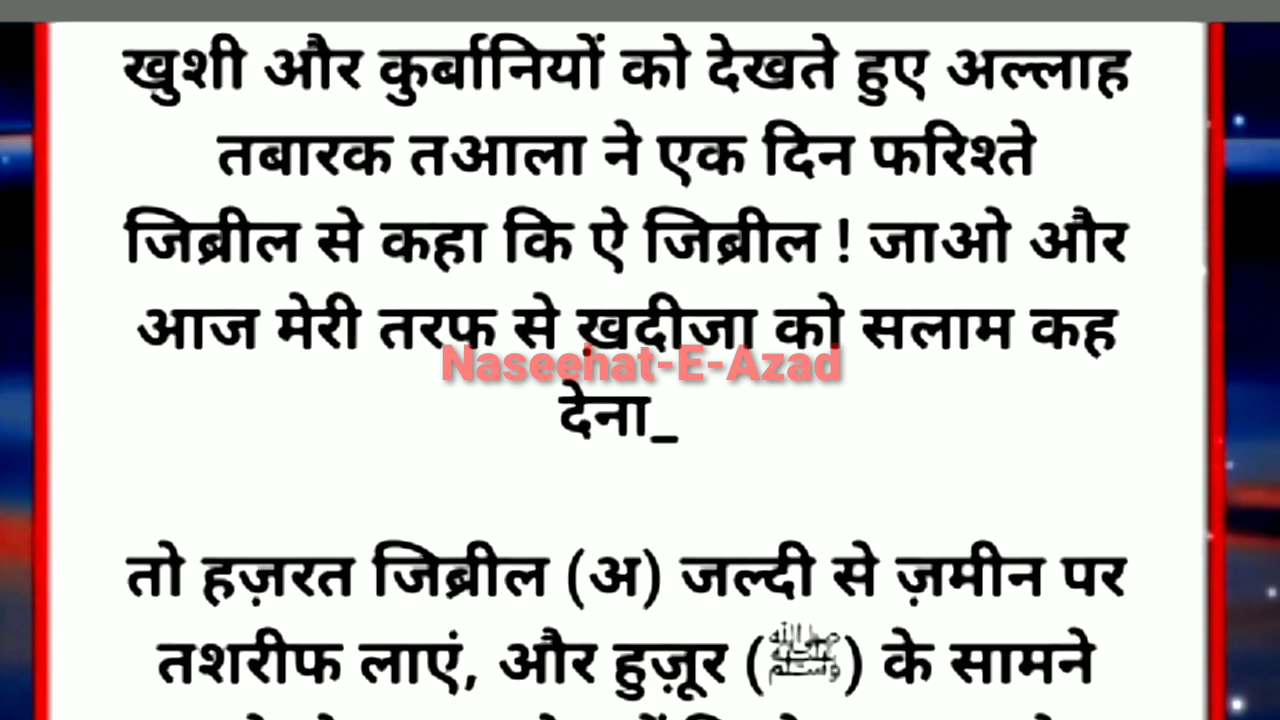 खुशी और कुर्बानियों को देखते हुए अल्लाह
तबारक तआला ने एक दिन फरिश्ते
जिब्रील से कहा कि ऐ जिब्रील ! जाओ और
आज मेरी तरफ से ख़दीजा को सलाम कह
Naseehat-E-Azad
देना_
तो हज़रत जिब्रील (अ) जल्दी से ज़मीन पर
तशरीफ लाएं, और हुज़ूर (ﷺ) के सामने